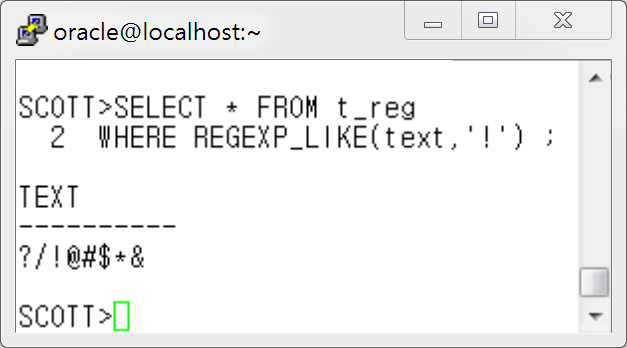 oracle@localhost:~
SCOTT>SELECT * FROM t_reg
  2  WHERE REGEXP_LIKE(text,'!') ;
TEXT
----------
?/!@#$*&
SCOTT>